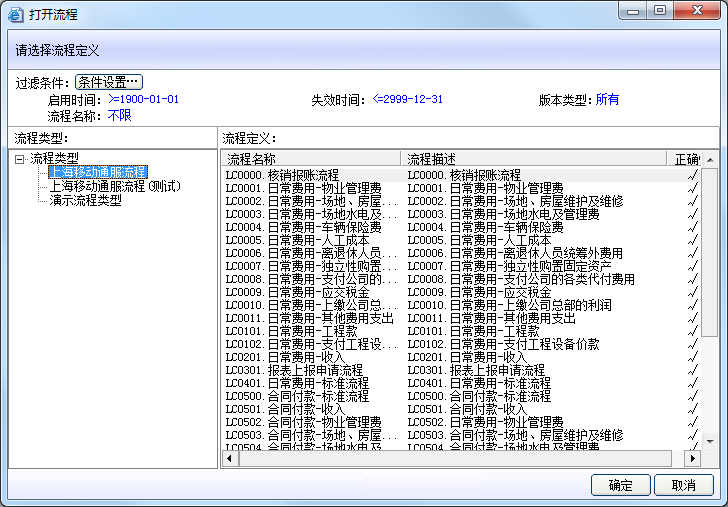 打开流程
请选择流程定义
过滤条件： 条件设置…
启用时间：>=1900-01-01 失效时间：<=2999-12-31 版本类型：所有
流程名称：不限
流程类型： 流程定义：
流程类型
上海移动通服流程
上海移动通服流程(测试)
演示流程类型
流程名称 流程描述 正确
LC0000.核销报账流程 LC0000.核销报账流程 √
LC0001.日常费用-物业管理费 LC0001.日常费用-物业管理费 √
LC0002.日常费用-场地、房屋... LC0002.日常费用-场地、房屋维护及维修 √
LC0003.日常费用-场地水电及... LC0003.日常费用-场地水电及管理费 √
LC0004.日常费用-车辆保险费 LC0004.日常费用-车辆保险费 √
LC0005.日常费用-人工成本 LC0005.日常费用-人工成本 √
LC0006.日常费用-离退休人员... LC0006.日常费用-离退休人员统筹外费用 √
LC0007.日常费用-独立性购置... LC0007.日常费用-独立性购置固定资产 √
LC0008.日常费用-支付公司的... LC0008.日常费用-支付公司的各类代付费用 √
LC0009.日常费用-应交税金 LC0009.日常费用-应交税金 √
LC0010.日常费用-上缴公司总... LC0010.日常费用-上缴公司总部的利润 √
LC0011.日常费用-其他费用支出 LC0011.日常费用-其他费用支出 √
LC0101.日常费用-工程款 LC0101.日常费用-工程款 √
LC0102.日常费用-支付工程设... LC0102.日常费用-支付工程设备价款 √
LC0201.日常费用-收入 LC0201.日常费用-收入 √
LC0301.报表上报申请流程 LC0301.报表上报申请流程 √
LC0401.日常费用-标准流程 LC0401.日常费用-标准流程 √
LC0500.合同付款-标准流程 LC0500.合同付款-标准流程 √
LC0501.合同付款-收入 LC0501.合同付款-收入 √
LC0502.合同付款-物业管理费 LC0502.日常费用-物业管理费 √
LC0503.合同付款-场地、房屋... LC0503.合同付款-场地、房屋维护及维修 √
LC0504.合同付款-场地水电及... LC0504.合同付款-场地水电及管理费 √
确定 取消